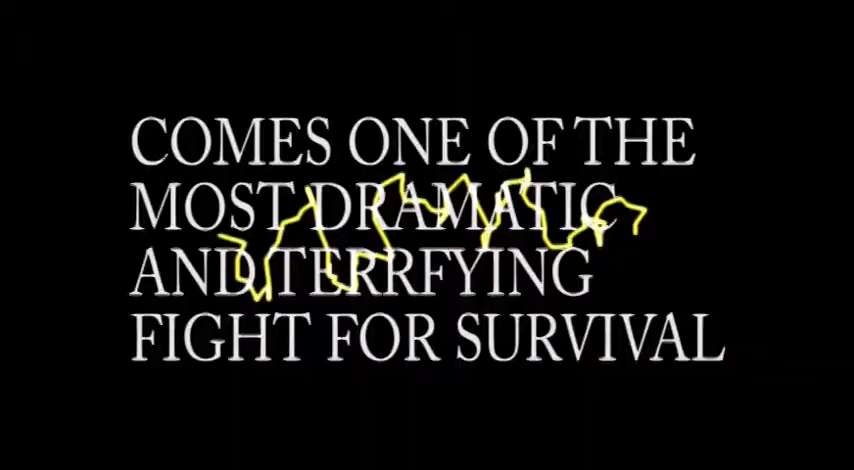 COMES ONE OF THE
MOST DRAMATIC
AND TERRFYING
FIGHT FOR SURVIVAL